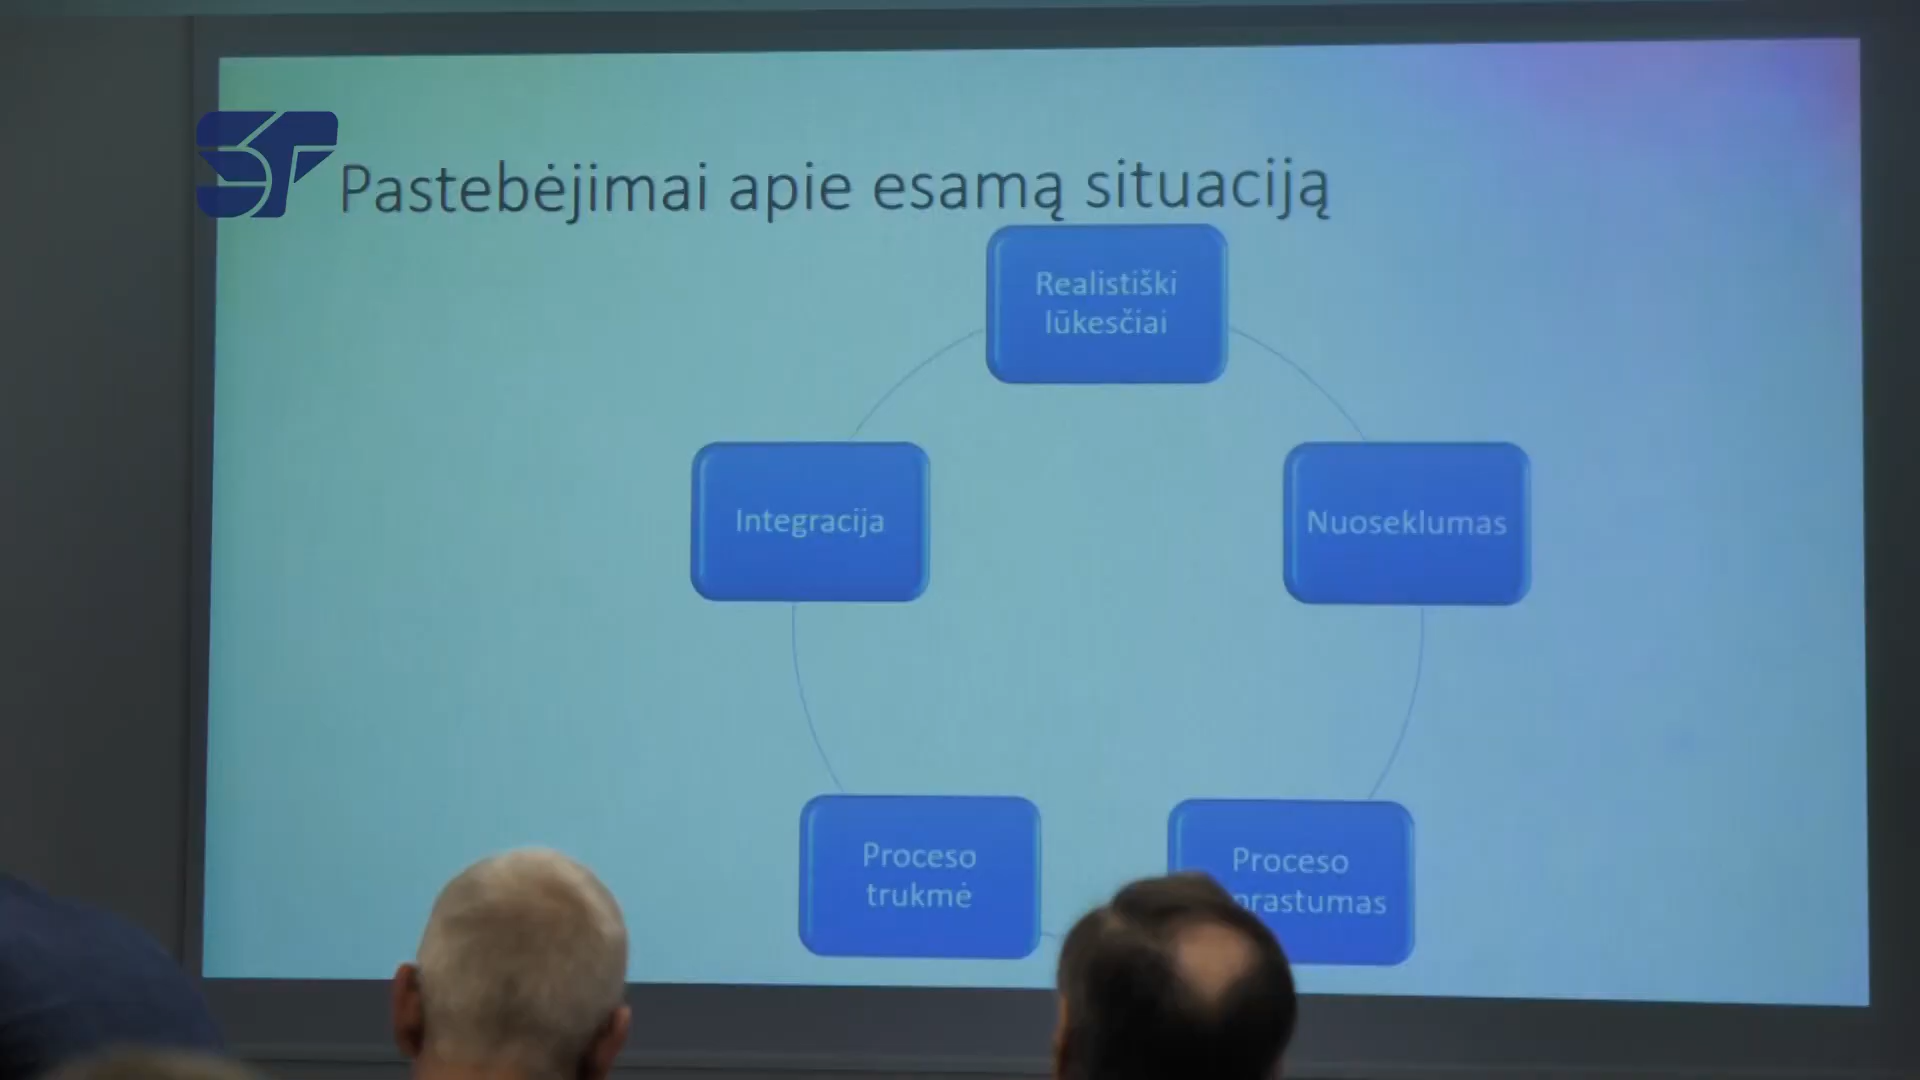 Pastebėjimai apie esamą situaciją
Realistiški
lūkesčiai
Integracija
Nuoseklumas
Proceso
trukmė
Proceso